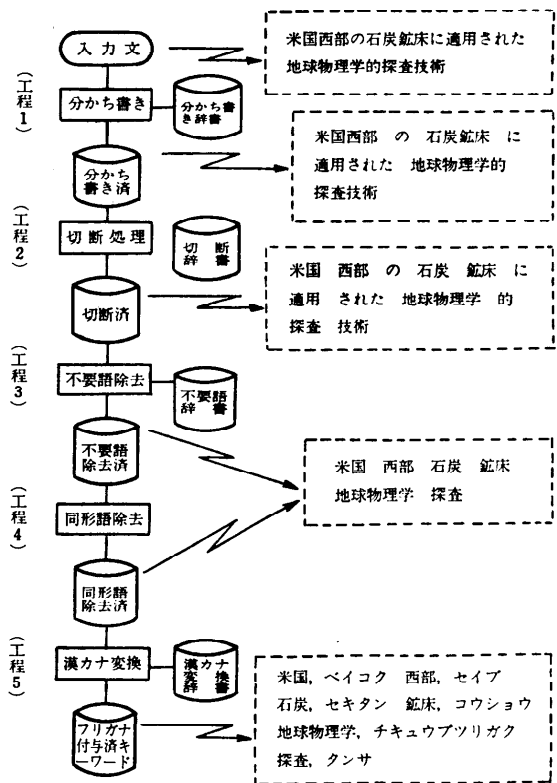 入力文
米国西部の石炭鉱床に適用された
地球物理学的探査技術
(工程1)
分かち書き
分かち書
き辞書
分かち
書き済
米国西部 の 石炭鉱床 に
適用された 地球物理学的
探査技術
(工程2)
切断処理
切断
辞書
切断済
米国 西部 の 石炭 鉱床 に
適用 された 地球物理学 的
探査 技術
(工程3)
不要語除去
不要語
辞書
不要語
除去済
米国 西部 石炭 鉱床
地球物理学 探査
(工程4)
同形語除去
同形語
除去済
(工程5)
漢カナ変換
漢カナ
変換
辞書
フリガナ
付与済キ
ーワード
米国,ベイコク 西部,セイブ
石炭,セキタン 鉱床,コウショウ
地球物理学,チキュウブツリガク
探査,タンサ